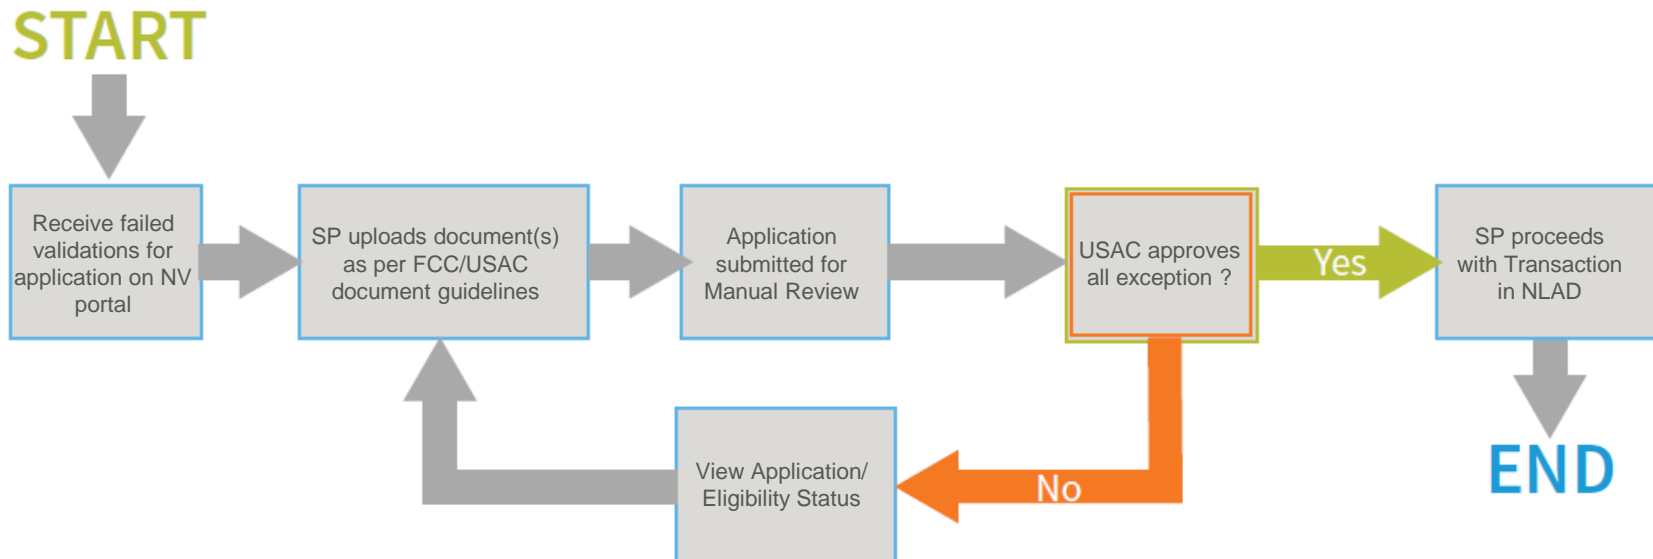 START
Receive failed
validations for
application on NV
portal
SP uploads document(s)
as per FCC/USAC
document guidelines
Application
submitted for
Manual Review
USAC approves
all exception ?
Yes
SP proceeds
with Transaction
in NLAD
View Application/
Eligibility Status
No
END